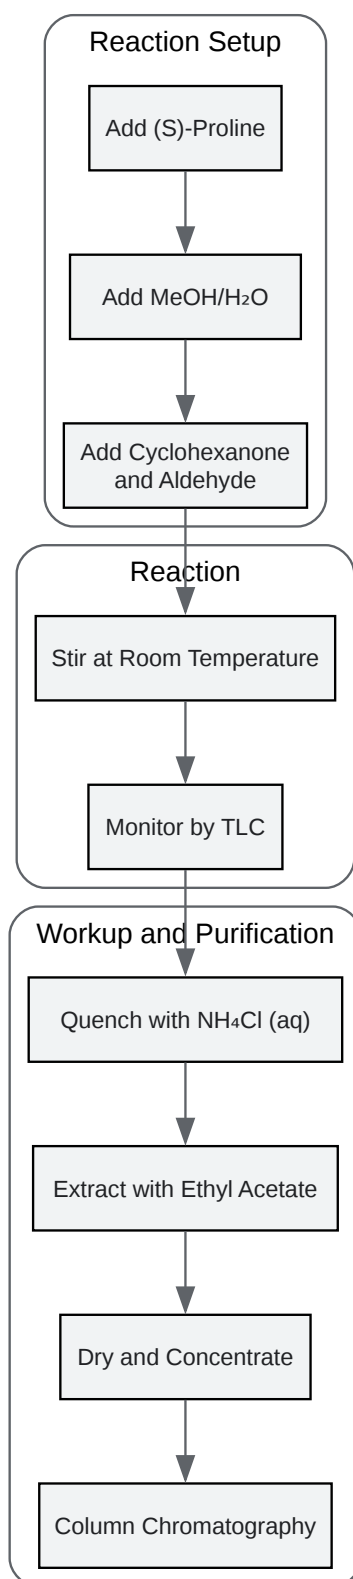 Reaction Setup
Add (S)-Proline
Add MeOH/H₂O
Add Cyclohexanone
and Aldehyde
Reaction
Stir at Room Temperature
Monitor by TLC
Workup and Purification
Quench with NH₄Cl (aq)
Extract with Ethyl Acetate
Dry and Concentrate
Column Chromatography